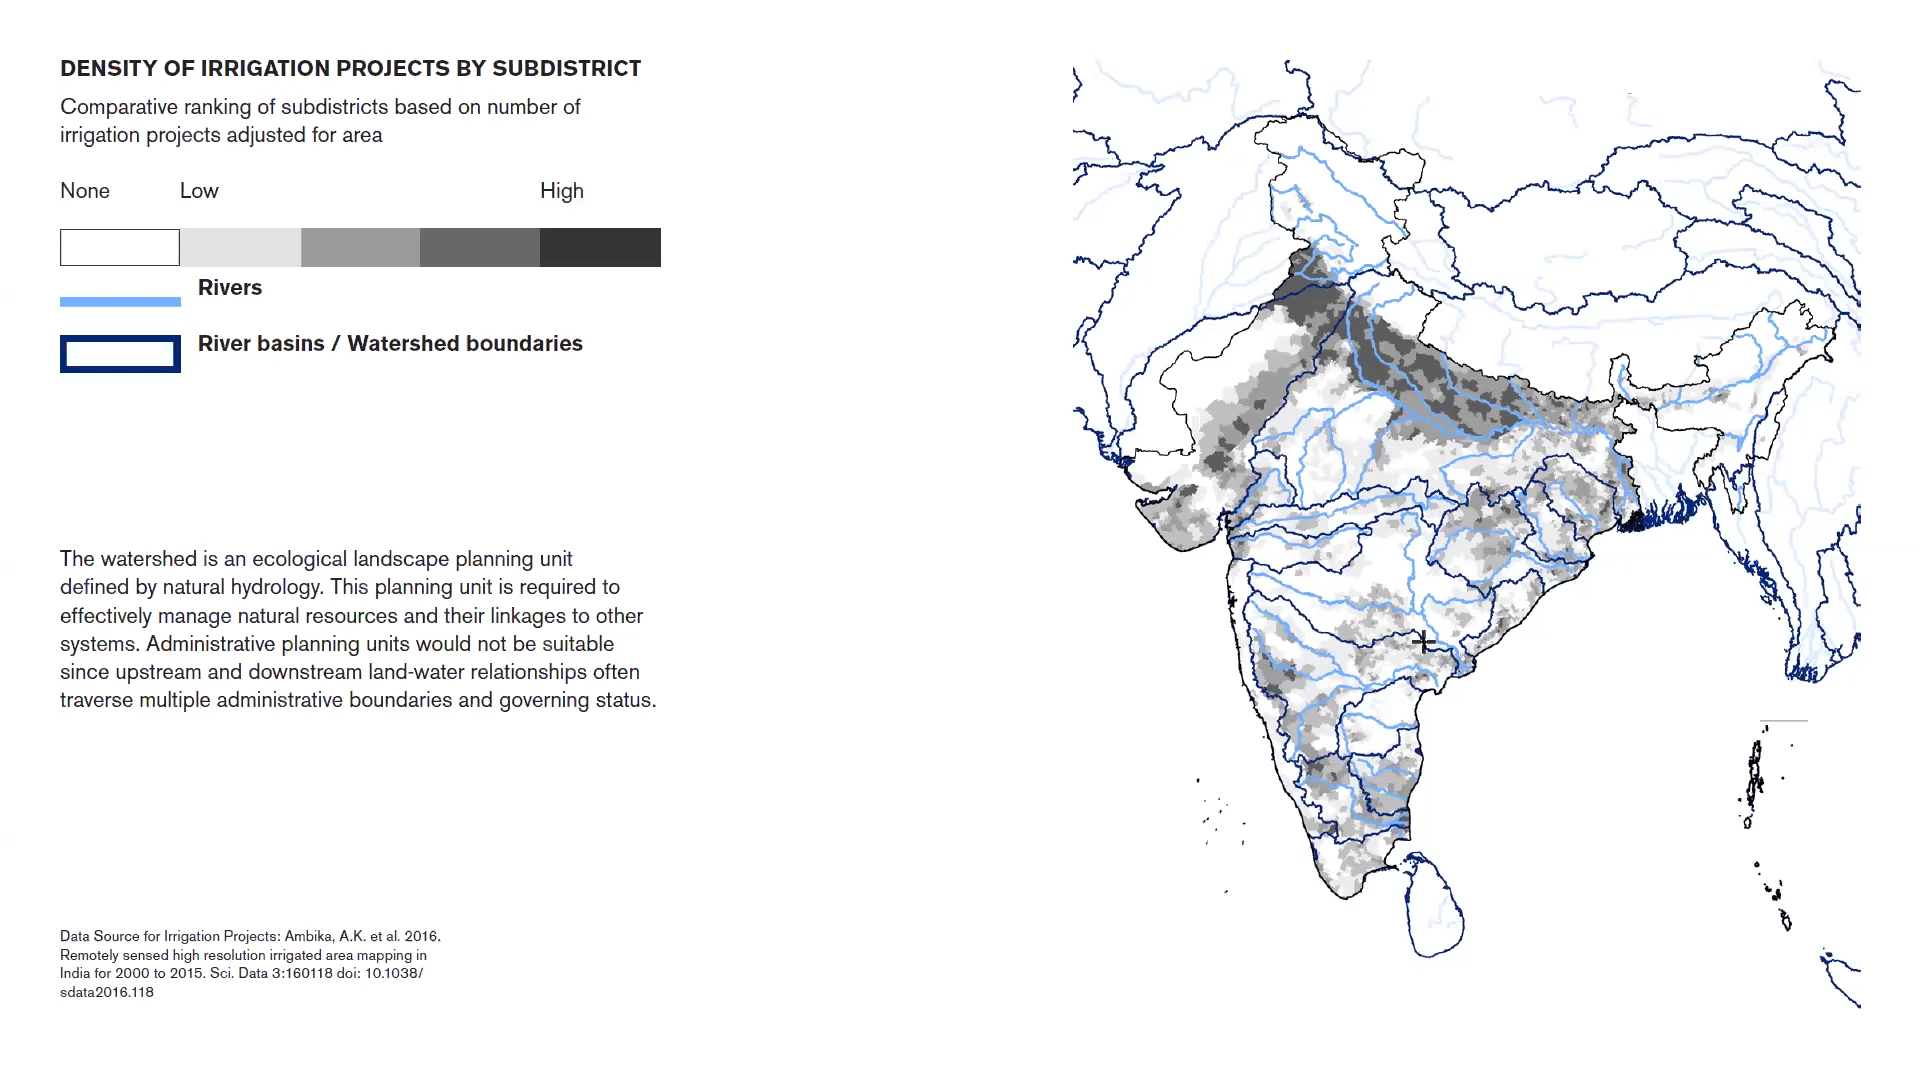 DENSITY OF IRRIGATION PROJECTS BY SUBDISTRICT
Comparative ranking of subdistricts based on number of
irrigation projects adjusted for area
None Low High
Rivers
River basins / Watershed boundaries
The watershed is an ecological landscape planning unit
defined by natural hydrology. This planning unit is required to
effectively manage natural resources and their linkages to other
systems. Administrative planning units would not be suitable
since upstream and downstream land-water relationships often
traverse multiple administrative boundaries and governing status.
Data Source for Irrigation Projects: Ambika, A.K. et al. 2016.
Remotely sensed high resolution irrigated area mapping in
India for 2000 to 2015. Sci. Data 3:160118 doi: 10.1038/
sdata2016.118